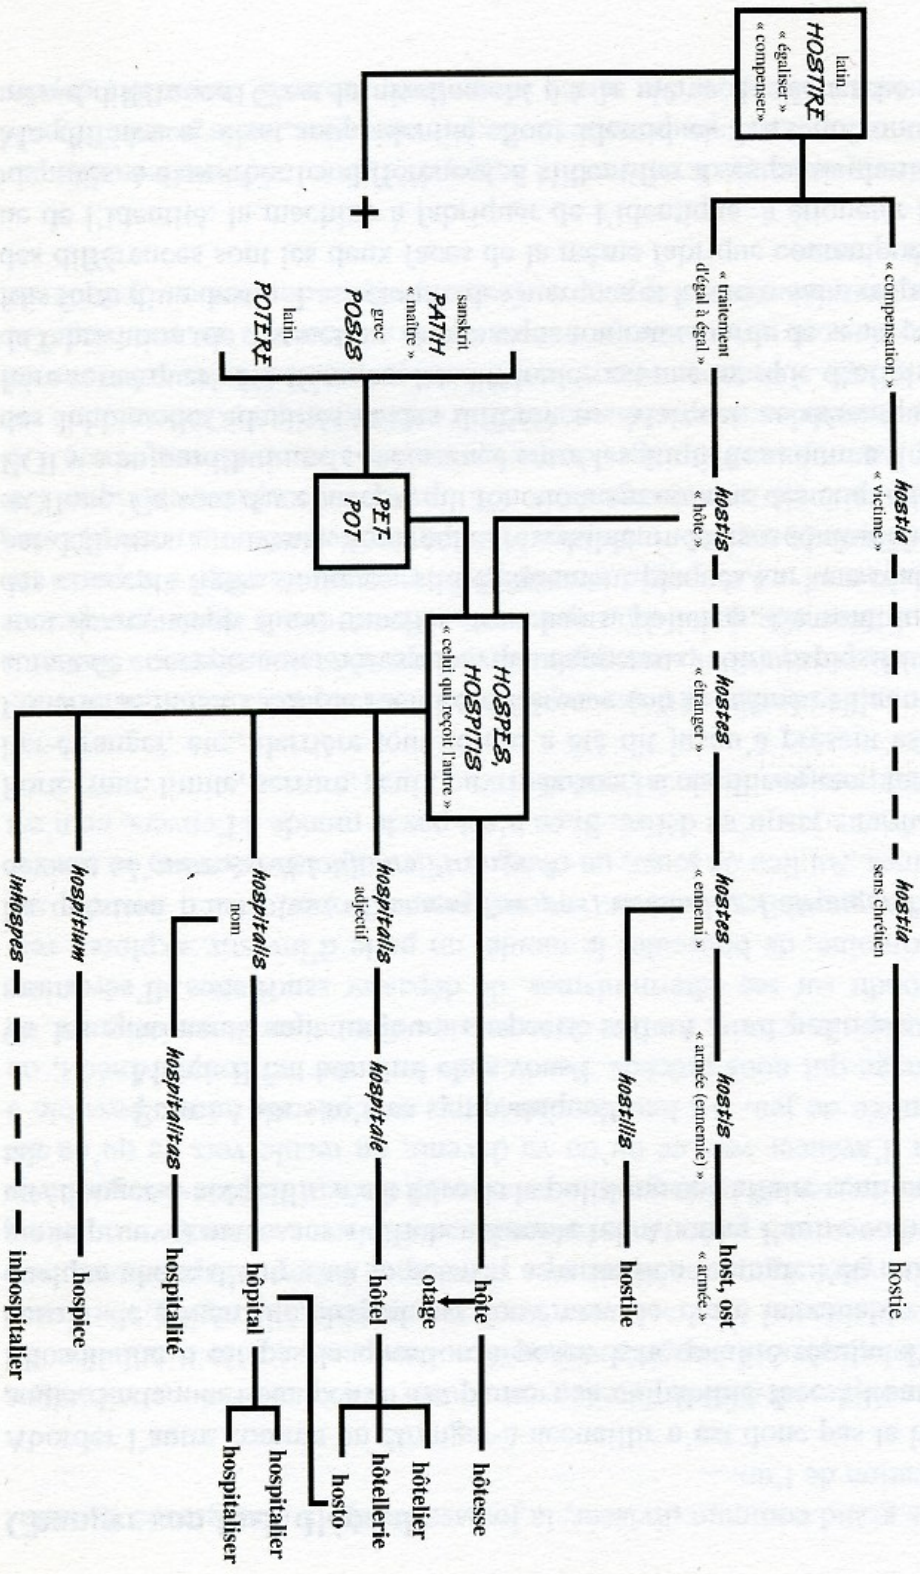 latin
HOSTIRE
« égaliser »
« compenser»
« compensation »
hostia
« victime »
hostia
sens chrétien
hostie
« traitement
d'égal à égal »
hostis
« hôte»
hostes
« étranger »
hostes
« ennemi »
hostis
« armée (ennemie) »
host, ost
« armée»
hostilis
hostile
+
sanskrit
PATIH
« maître »
grec
POSIS
latin
POTERE
PET
POT
HOSPES,
HOSPITIS
« celui qui reçoit l'autre »
hôte
hôtesse
otage
hospitalis
adjectif
hospitale
hôtel
hôtelier
hôtellerie
hosto
hospitalis
nom
hôpital
hospitalier
hospitaliser
hospitalitas
hospitalité
hospitium
hospice
inhospes
inhospitalier